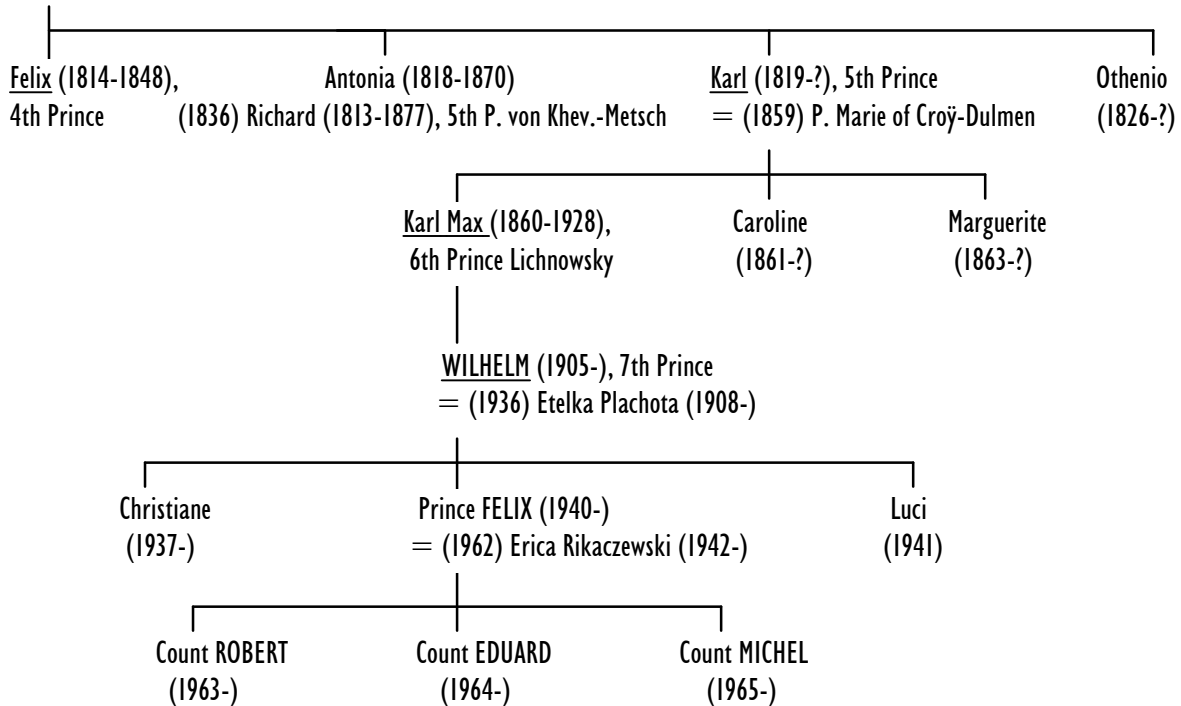 Felix (1814-1848),
4th Prince
Antonia (1818-1870)
(1836) Richard (1813-1877), 5th P. von Khev.-Metsch
Karl (1819-?), 5th Prince
= (1859) P. Marie of Croÿ-Dulmen
Othenio
(1826-?)
Karl Max (1860-1928),
6th Prince Lichnowsky
Caroline
(1861-?)
Marguerite
(1863-?)
WILHELM (1905-), 7th Prince
= (1936) Etelka Plachota (1908-)
Christiane
(1937-)
Prince FELIX (1940-)
= (1962) Erica Rikaczewski (1942-)
Luci
(1941)
Count ROBERT
(1963-)
Count EDUARD
(1964-)
Count MICHEL
(1965-)